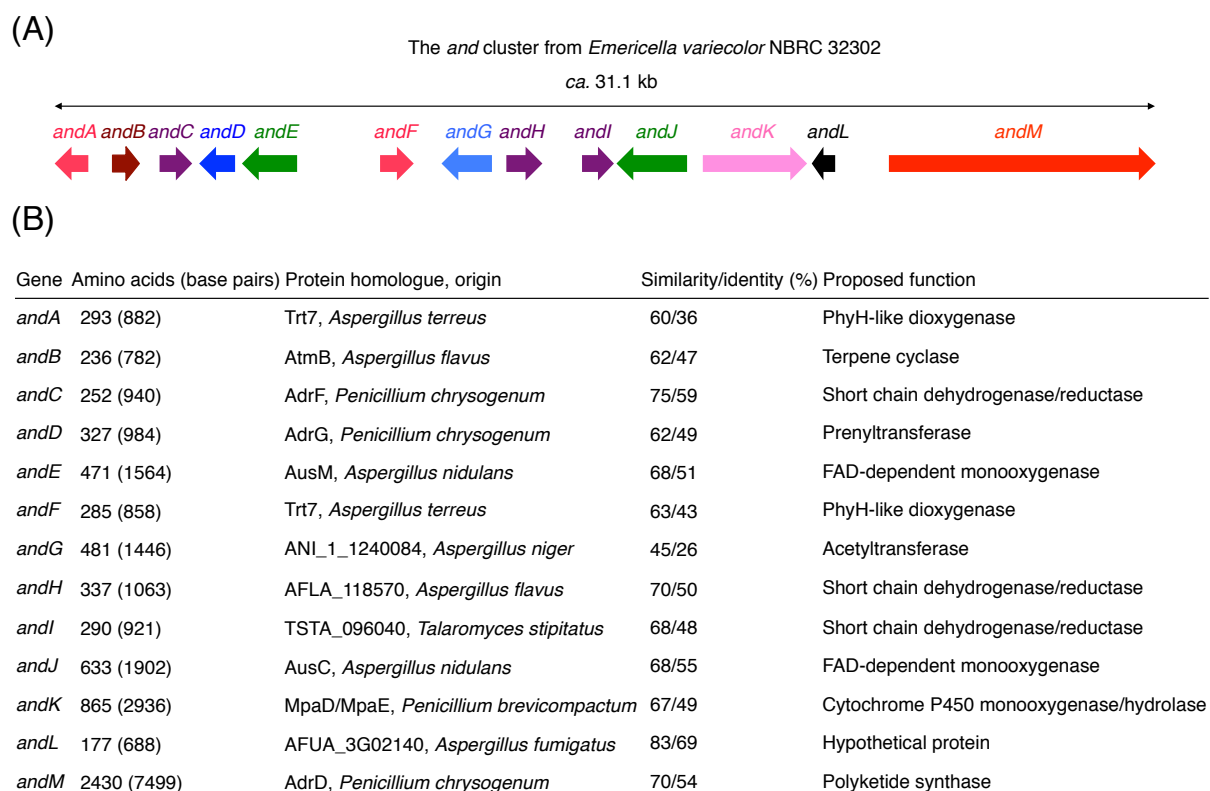 (A)
The and cluster from Emericella variecolor NBRC 32302
ca. 31.1 kb
andA andB andC andD andE andF andG andH andI andJ andK andL andM
(B)
Gene Amino acids (base pairs) Protein homologue, origin Similarity/identity (%) Proposed function
andA 293 (882) Trt7, Aspergillus terreus 60/36 PhyH-like dioxygenase
andB 236 (782) AtmB, Aspergillus flavus 62/47 Terpene cyclase
andC 252 (940) AdrF, Penicillium chrysogenum 75/59 Short chain dehydrogenase/reductase
andD 327 (984) AdrG, Penicillium chrysogenum 62/49 Prenyltransferase
andE 471 (1564) AusM, Aspergillus nidulans 68/51 FAD-dependent monooxygenase
andF 285 (858) Trt7, Aspergillus terreus 63/43 PhyH-like dioxygenase
andG 481 (1446) ANI_1_1240084, Aspergillus niger 45/26 Acetyltransferase
andH 337 (1063) AFLA_118570, Aspergillus flavus 70/50 Short chain dehydrogenase/reductase
andI 290 (921) TSTA_096040, Talaromyces stipitatus 68/48 Short chain dehydrogenase/reductase
andJ 633 (1902) AusC, Aspergillus nidulans 68/55 FAD-dependent monooxygenase
andK 865 (2936) MpaD/MpaE, Penicillium brevicompactum 67/49 Cytochrome P450 monooxygenase/hydrolase
andL 177 (688) AFUA_3G02140, Aspergillus fumigatus 83/69 Hypothetical protein
andM 2430 (7499) AdrD, Penicillium chrysogenum 70/54 Polyketide synthase